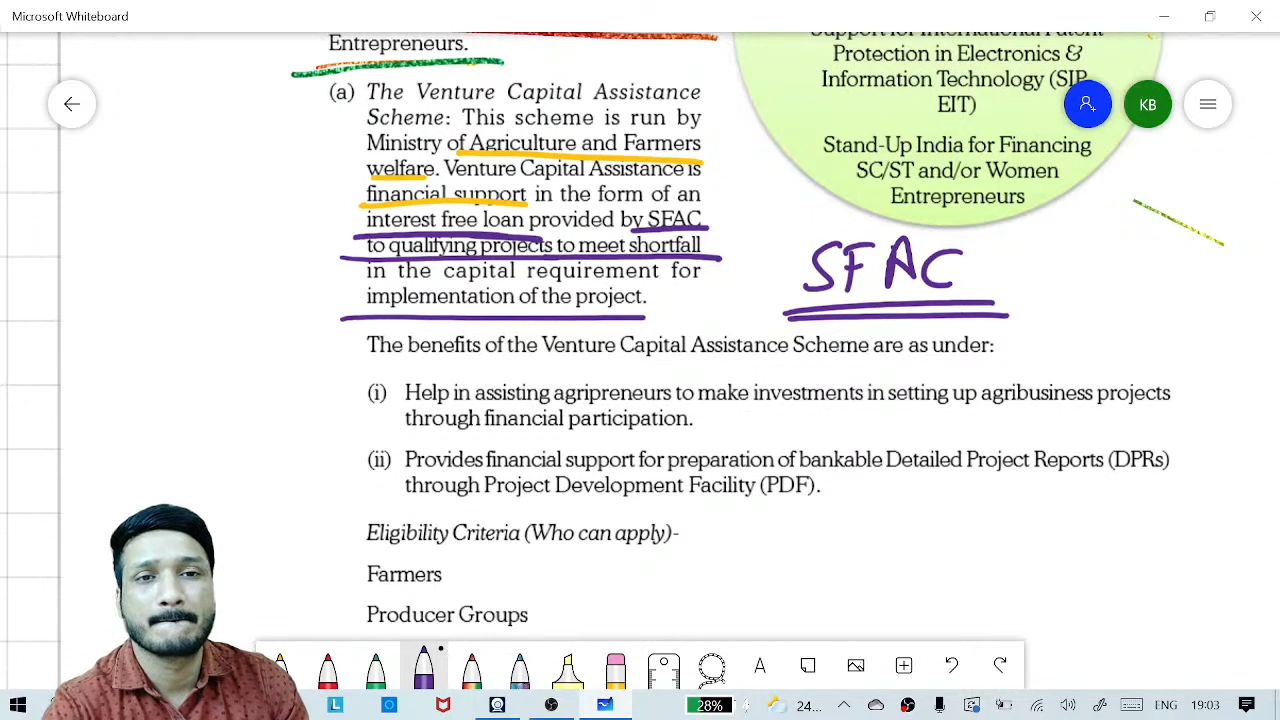 Microsoft Whiteboard
Entrepreneurs.
(a) The Venture Capital Assistance
Scheme: This scheme is run by
Ministry of Agriculture and Farmers
welfare. Venture Capital Assistance is
financial support in the form of an
interest free loan provided by SFAC
to qualifying projects to meet shortfall
in the capital requirement for
implementation of the project.
Support for International Patent
Protection in Electronics &
Information Technology (SIP-
EIT)
KB
Stand-Up India for Financing
SC/ST and/or Women
Entrepreneurs
SFAC
The benefits of the Venture Capital Assistance Scheme are as under:
(i) Help in assisting agripreneurs to make investments in setting up agribusiness projects
through financial participation.
(ii) Provides financial support for preparation of bankable Detailed Project Reports (DPRs)
through Project Development Facility (PDF).
Eligibility Criteria (Who can apply)-
Farmers
Producer Groups
A
L
28%
24...
ENG
19:03